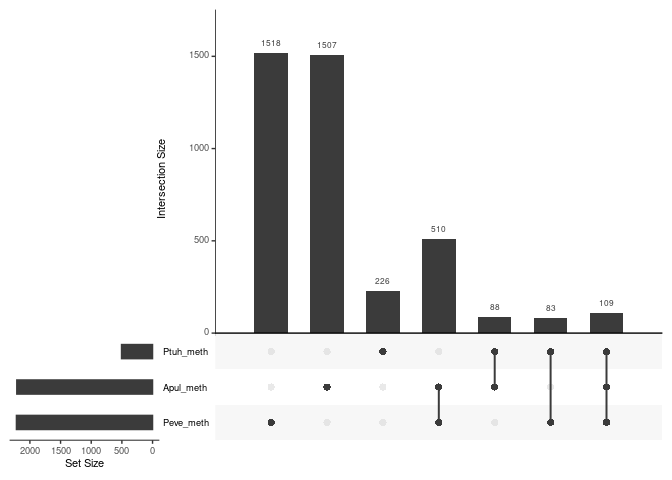 1518 1507
1500
Intersection Size
1000
510
500
226
88 83 109
0
Ptuh_meth
Apul_meth
Peve_meth
2000 1500 1000 500 0
Set Size